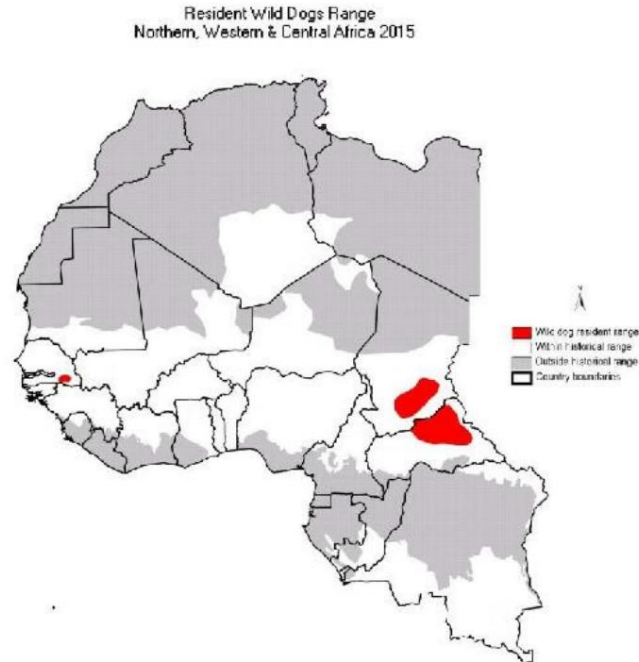 Resident Wild Dogs Range
Northern, Western & Central Africa 2015
Wild dog resident range
Within historical range
Outside historical range
Country boundaries